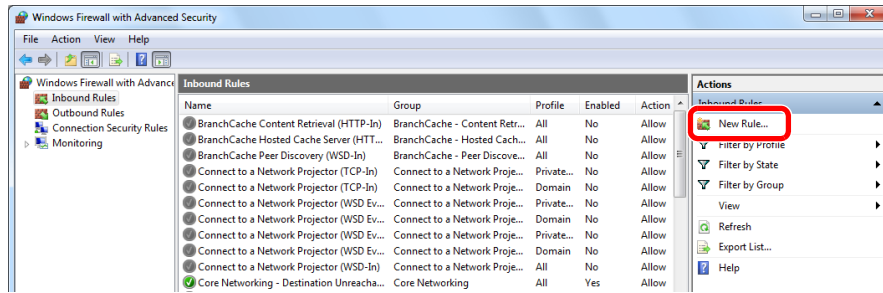 Windows Firewall with Advanced Security
File Action View Help
Windows Firewall with Advance
Inbound Rules
Outbound Rules
Connection Security Rules
Monitoring
Inbound Rules
Name Group Profile Enabled Action
BranchCache Content Retrieval (HTTP-In) BranchCache - Content Retr... All No Allow
BranchCache Hosted Cache Server (HTT... BranchCache - Hosted Cach... All No Allow
BranchCache Peer Discovery (WSD-In) BranchCache - Peer Discove... All No Allow
Connect to a Network Projector (TCP-In) Connect to a Network Proje... Private... No Allow
Connect to a Network Projector (TCP-In) Connect to a Network Proje... Domain No Allow
Connect to a Network Projector (WSD Ev... Connect to a Network Proje... Private... No Allow
Connect to a Network Projector (WSD Ev... Connect to a Network Proje... Domain No Allow
Connect to a Network Projector (WSD Ev... Connect to a Network Proje... Private... No Allow
Connect to a Network Projector (WSD Ev... Connect to a Network Proje... Domain No Allow
Connect to a Network Projector (WSD-In) Connect to a Network Proje... All No Allow
Core Networking - Destination Unreacha... Core Networking All Yes Allow
Actions
Inbound Rules
New Rule...
Filter by Profile
Filter by State
Filter by Group
View
Refresh
Export List...
Help